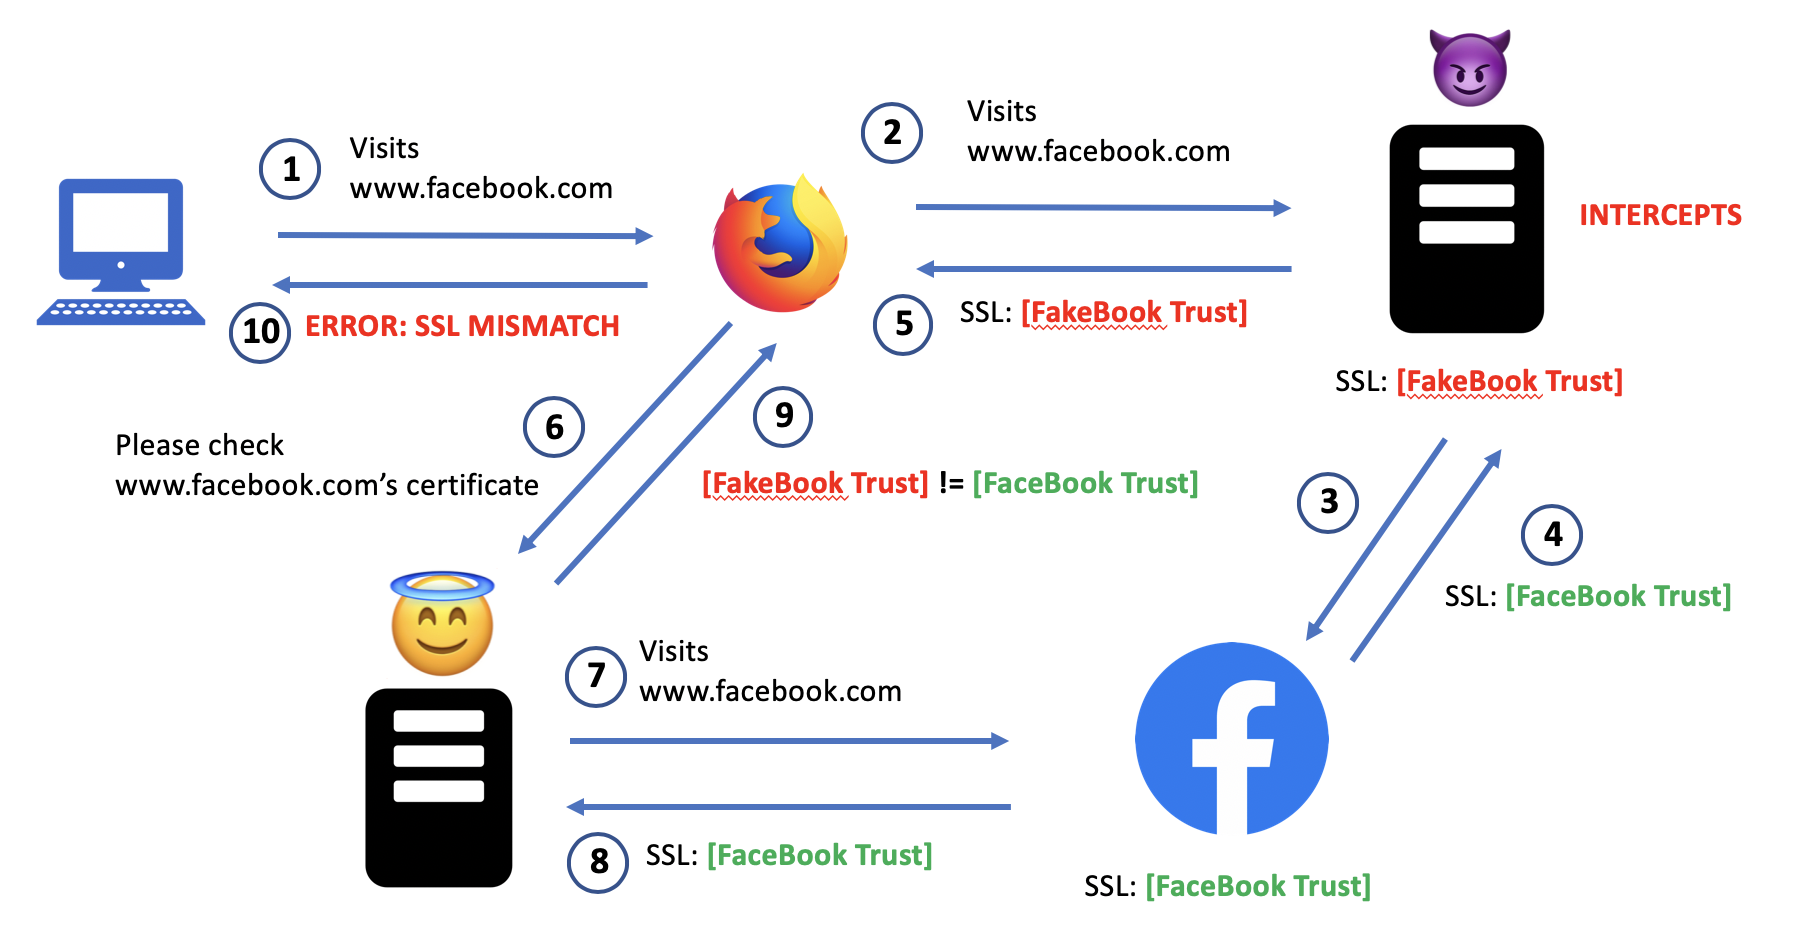 1
Visits
www.facebook.com
2
Visits
www.facebook.com
INTERCEPTS
10
ERROR: SSL MISMATCH
5
SSL: [FakeBook Trust]
SSL: [FakeBook Trust]
6
9
Please check
www.facebook.com’s certificate
[FakeBook Trust] != [FaceBook Trust]
3
4
SSL: [FaceBook Trust]
7
Visits
www.facebook.com
8
SSL: [FaceBook Trust]
SSL: [FaceBook Trust]